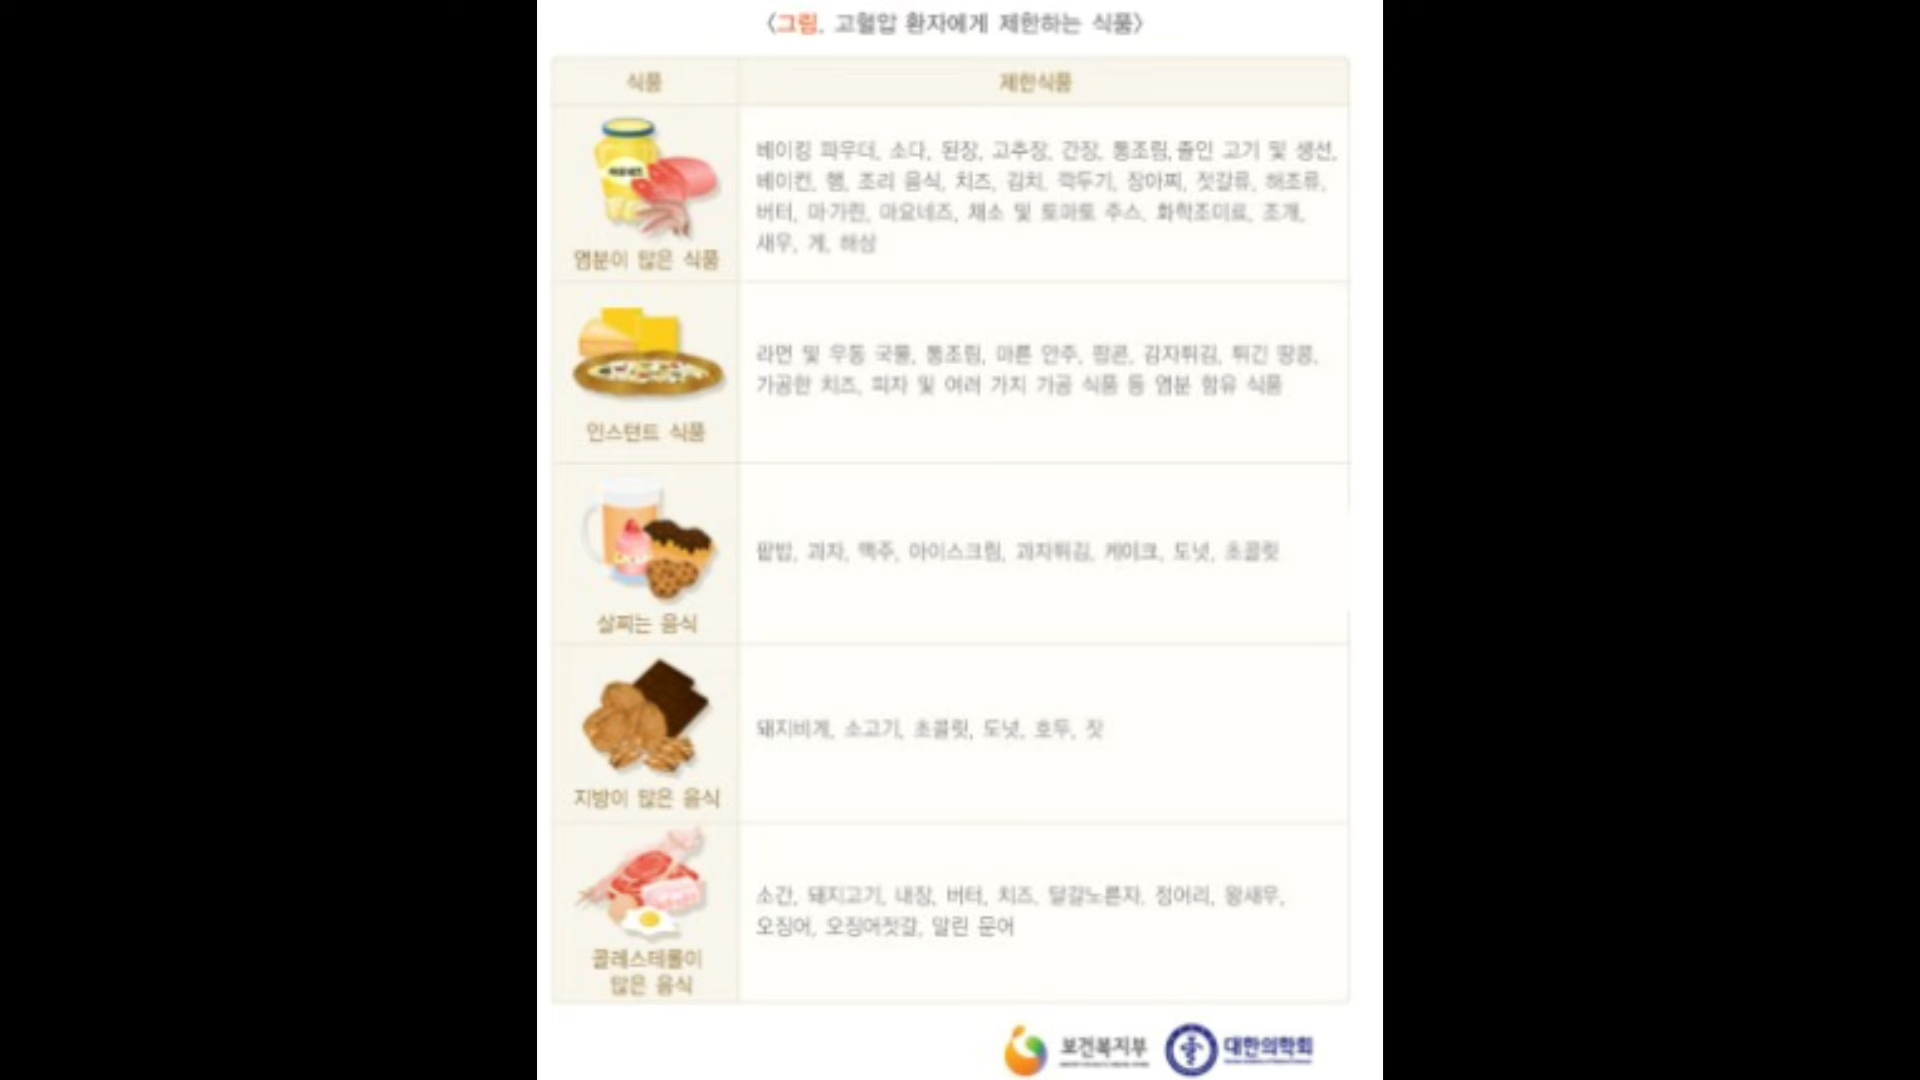 <그림. 고혈압 환자에게 제한하는 식품>
식품
제한식품
염분이 많은 식품
베이킹 파우더, 소다, 된장, 고추장, 간장, 통조림, 졸인 고기 및 생선,
베이컨, 햄, 조리 음식, 치즈, 김치, 깍두기, 장아찌, 젓갈류, 해조류,
버터, 마가린, 마요네즈, 채소 및 토마토 주스, 화학조미료, 조개,
새우, 게, 해삼
인스턴트 식품
라면 및 우동 국물, 통조림, 마른 안주, 팝콘, 감자튀김, 튀긴 땅콩,
가공한 치즈, 피자 및 여러 가지 가공 식품 등 염분 함유 식품
살찌는 음식
팥밥, 과자, 맥주, 아이스크림, 과자튀김, 케이크, 도넛, 초콜릿
지방이 많은 음식
돼지비계, 소고기, 초콜릿, 도넛, 호두, 잣
콜레스테롤이
많은 음식
소간, 돼지고기, 내장, 버터, 치즈, 달걀노른자, 정어리, 왕새우,
오징어, 오징어젓갈, 말린 문어
보건복지부
대한의학회